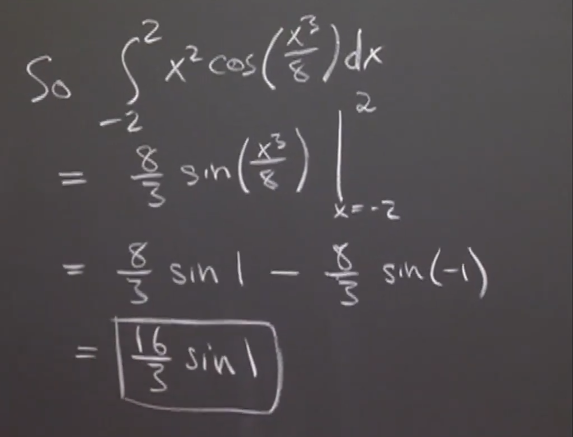 So ∫_{-2}^{2} x² cos(x³/8) dx
= 8/3 sin(x³/8) |_{x=-2}^{2}
= 8/3 sin 1 − 8/3 sin(-1)
= 16/3 sin 1